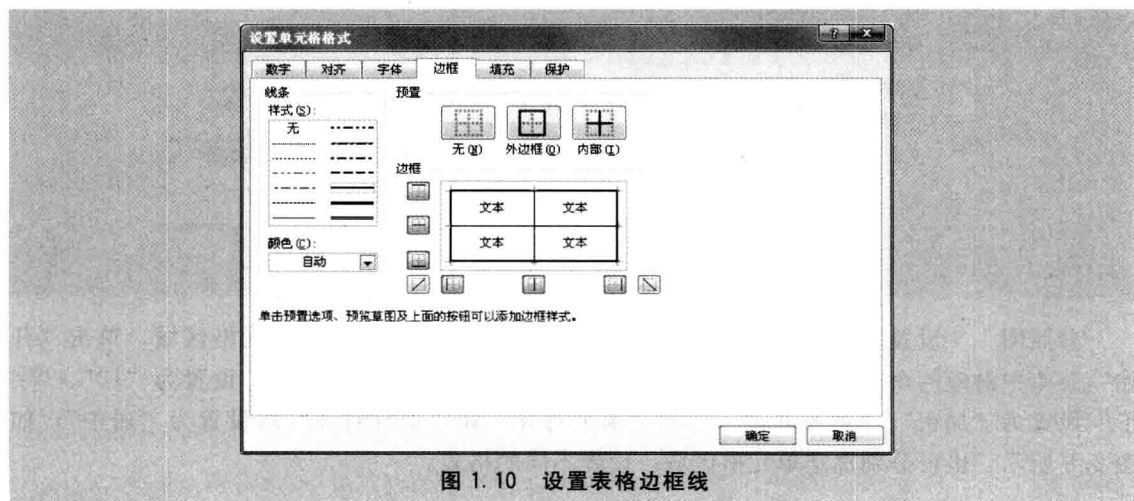 设置单元格格式
数字 对齐 字体 边框 填充 保护
线条
样式(S):
无
预置
无(N) 外边框(O) 内部(I)
边框
文本 文本
文本 文本
颜色(C):
自动
单击预置选项、预览草图及上面的按钮可以添加边框样式。
确定 取消
图 1.10 设置表格边框线